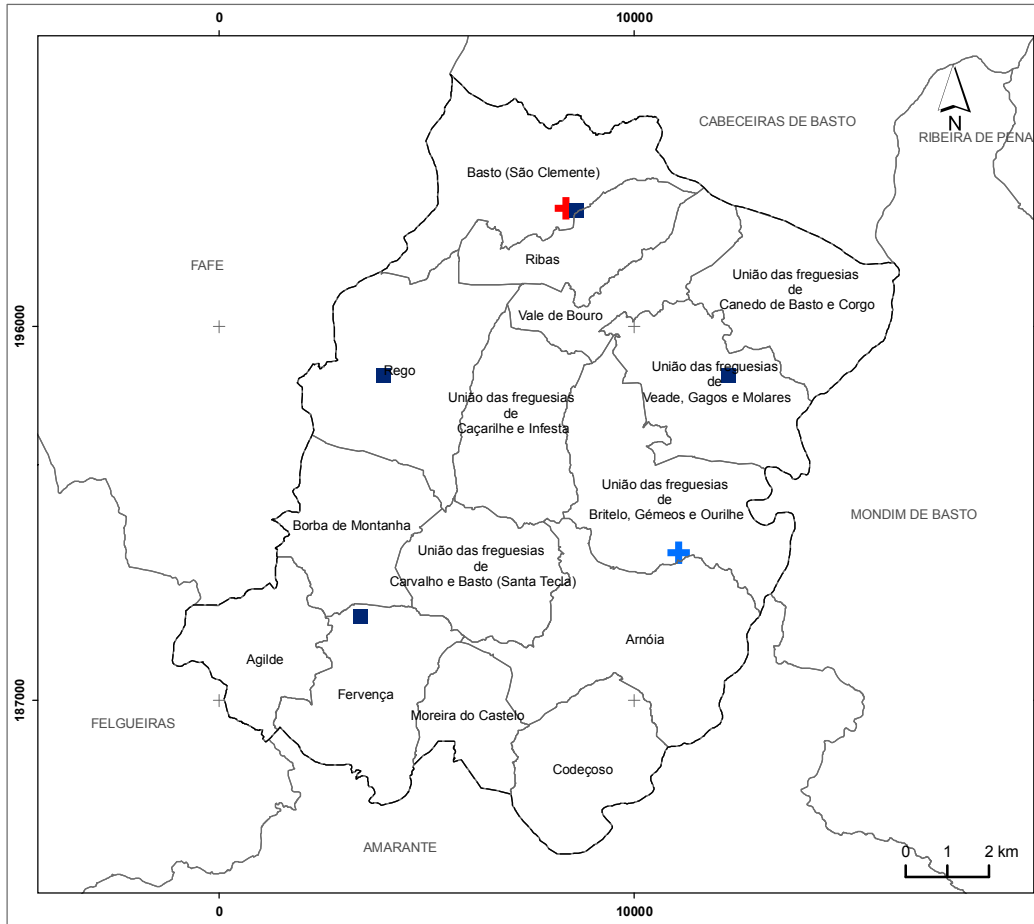 0
10000
CABECEIRAS DE BASTO
N
RIBEIRA DE PENA
Basto (São Clemente)
FAFE
Ribas
União das freguesias
de
Canedo de Basto e Corgo
Vale de Bouro
196000
Rego
União das freguesias
de
Veade, Gagos e Molares
União das freguesias
de
Caçarilhe e Infesta
União das freguesias
de
Britelo, Gémeos e Ourilhe
MONDIM DE BASTO
Borba de Montanha
União das freguesias
de
Carvalho e Basto (Santa Tecla)
Arnóia
Agilde
Fervença
187000
Moreira do Castelo
FELGUEIRAS
Codeçoso
AMARANTE
0 1 2 km
0
10000